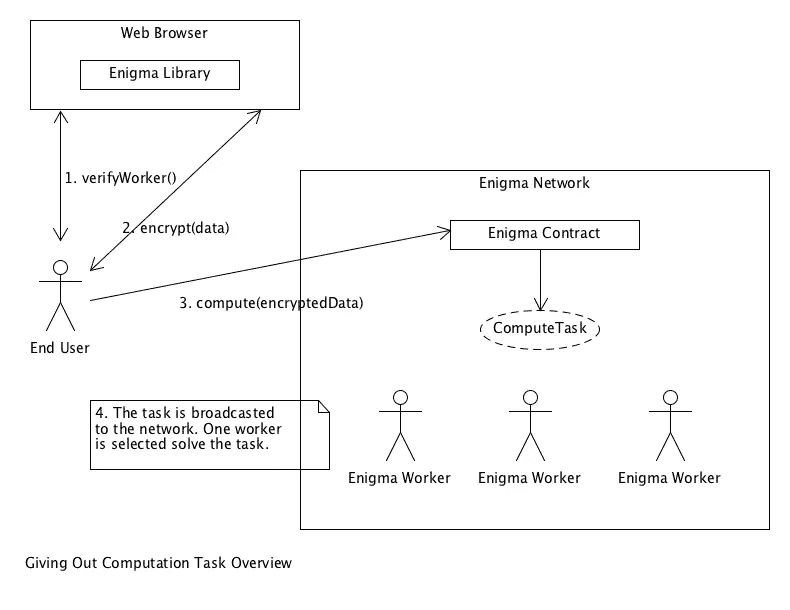 Web Browser
Enigma Library
1. verifyWorker()
Enigma Network
2. encrypt(data)
Enigma Contract
3. compute(encryptedData)
ComputeTask
End User
4. The task is broadcasted
to the network. One worker
is selected solve the task.
Enigma Worker
Enigma Worker
Enigma Worker
Giving Out Computation Task Overview